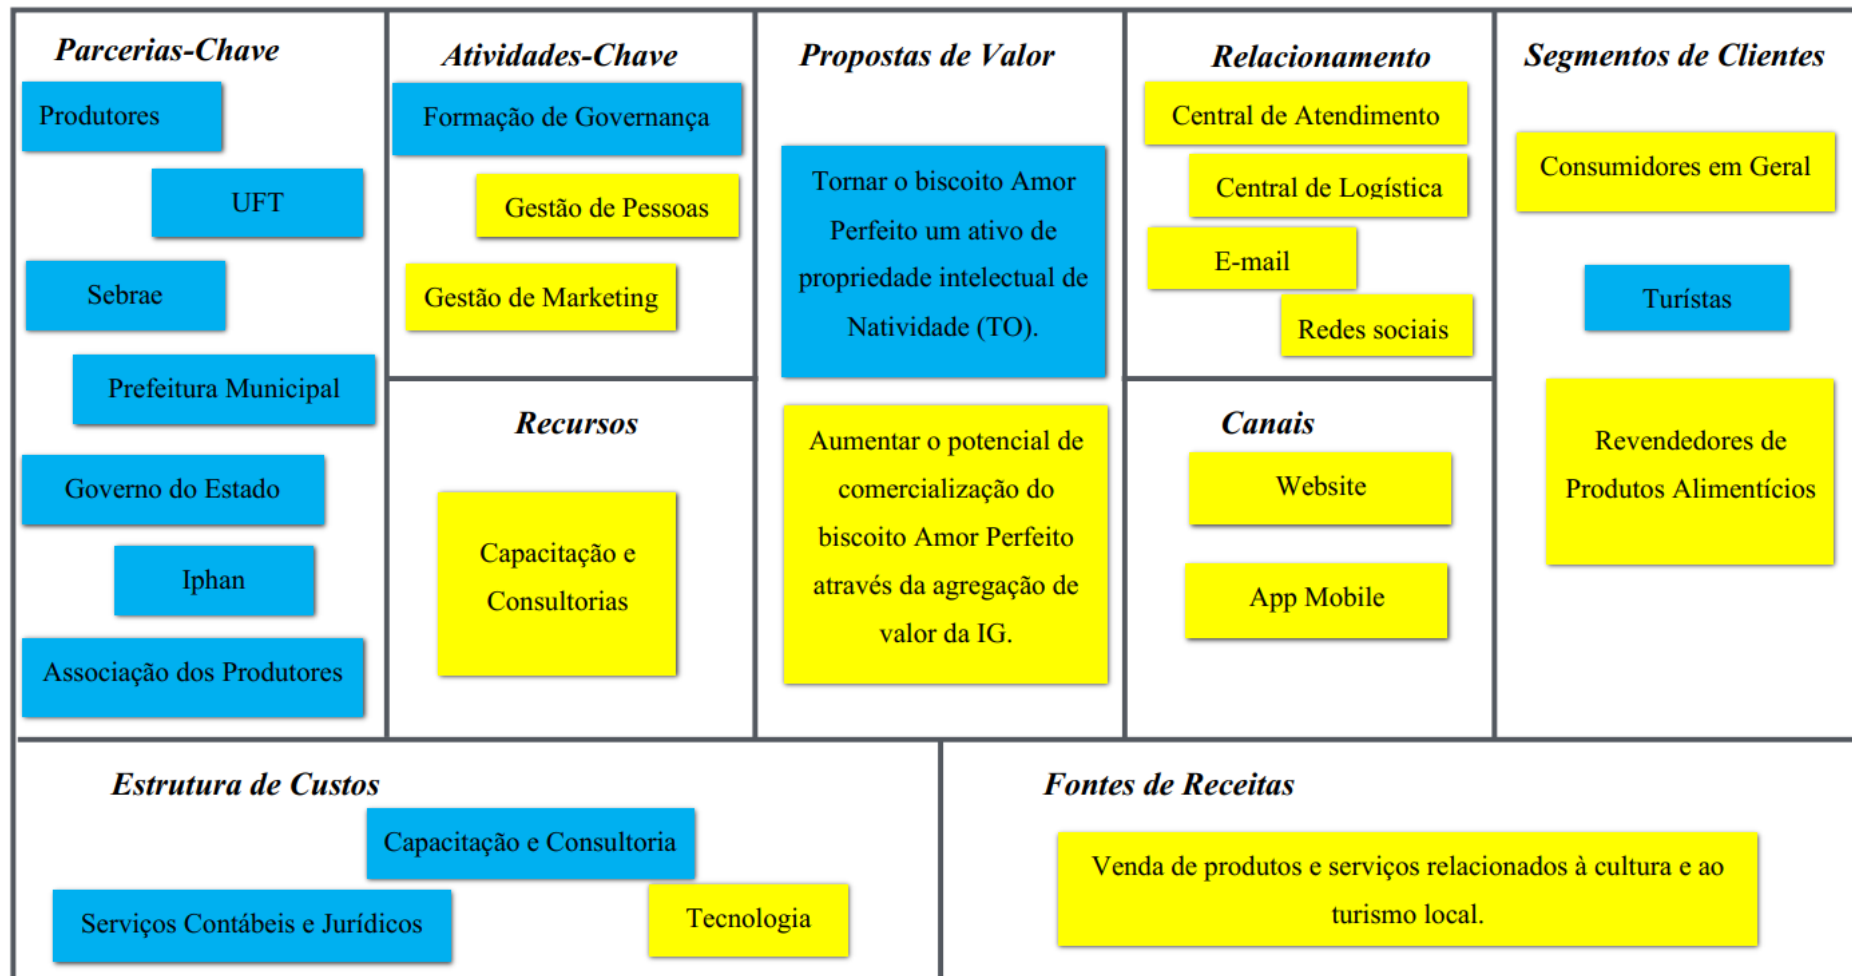 Parcerias-Chave
Produtores
UFT
Sebrae
Prefeitura Municipal
Governo do Estado
Iphan
Associação dos Produtores
Atividades-Chave
Formação de Governança
Gestão de Pessoas
Gestão de Marketing
Recursos
Capacitação e
Consultorias
Propostas de Valor
Tornar o biscoito Amor
Perfeito um ativo de
propriedade intelectual de
Natividade (TO).
Aumentar o potencial de
comercialização do
biscoito Amor Perfeito
através da agregação de
valor da IG.
Relacionamento
Central de Atendimento
Central de Logística
E-mail
Redes sociais
Canais
Website
App Mobile
Segmentos de Clientes
Consumidores em Geral
Turístas
Revendedores de
Produtos Alimentícios
Estrutura de Custos
Capacitação e Consultoria
Serviços Contábeis e Jurídicos
Tecnologia
Fontes de Receitas
Venda de produtos e serviços relacionados à cultura e ao
turismo local.